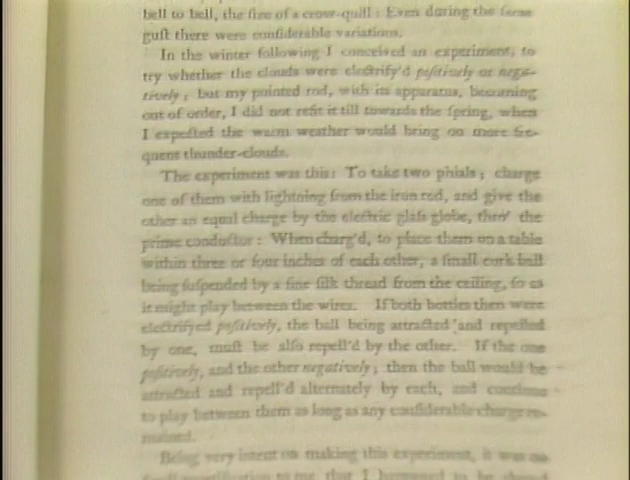 bell to bell, the ſize of a crow-quill: Even during the ſame
guſt there were conſiderable variations.
In the winter following I conceived an experiment, to
try whether the clouds were electrify'd poſitively or nega-
tively; but my pointed rod, with its apparatus, becoming
out of order, I did not refit it till towards the ſpring, when
I expected the warm weather would bring on more fre-
quent thunder-clouds.
The experiment was this: To take two phials; charge
one of them with lightning from the iron rod, and give the
other an equal charge by the electric glaſs globe, thro' the
prime conductor: When charg'd, to place them on a table
within three or four inches of each other, a ſmall cork ball
being ſuſpended by a fine ſilk thread from the ceiling, ſo as
it might play between the wires. If both bottles then were
electrified poſitively, the ball being attracted and repelled
by one, muſt be alſo repell'd by the other. If the one
poſitively, and the other negatively; then the ball would be
attracted and repell'd alternately by each, and continue
to play between them as long as any conſiderable charge re-
mained.
Being very intent on making this experiment, it was no
ſmall mortification to me, that I happened to be abroad